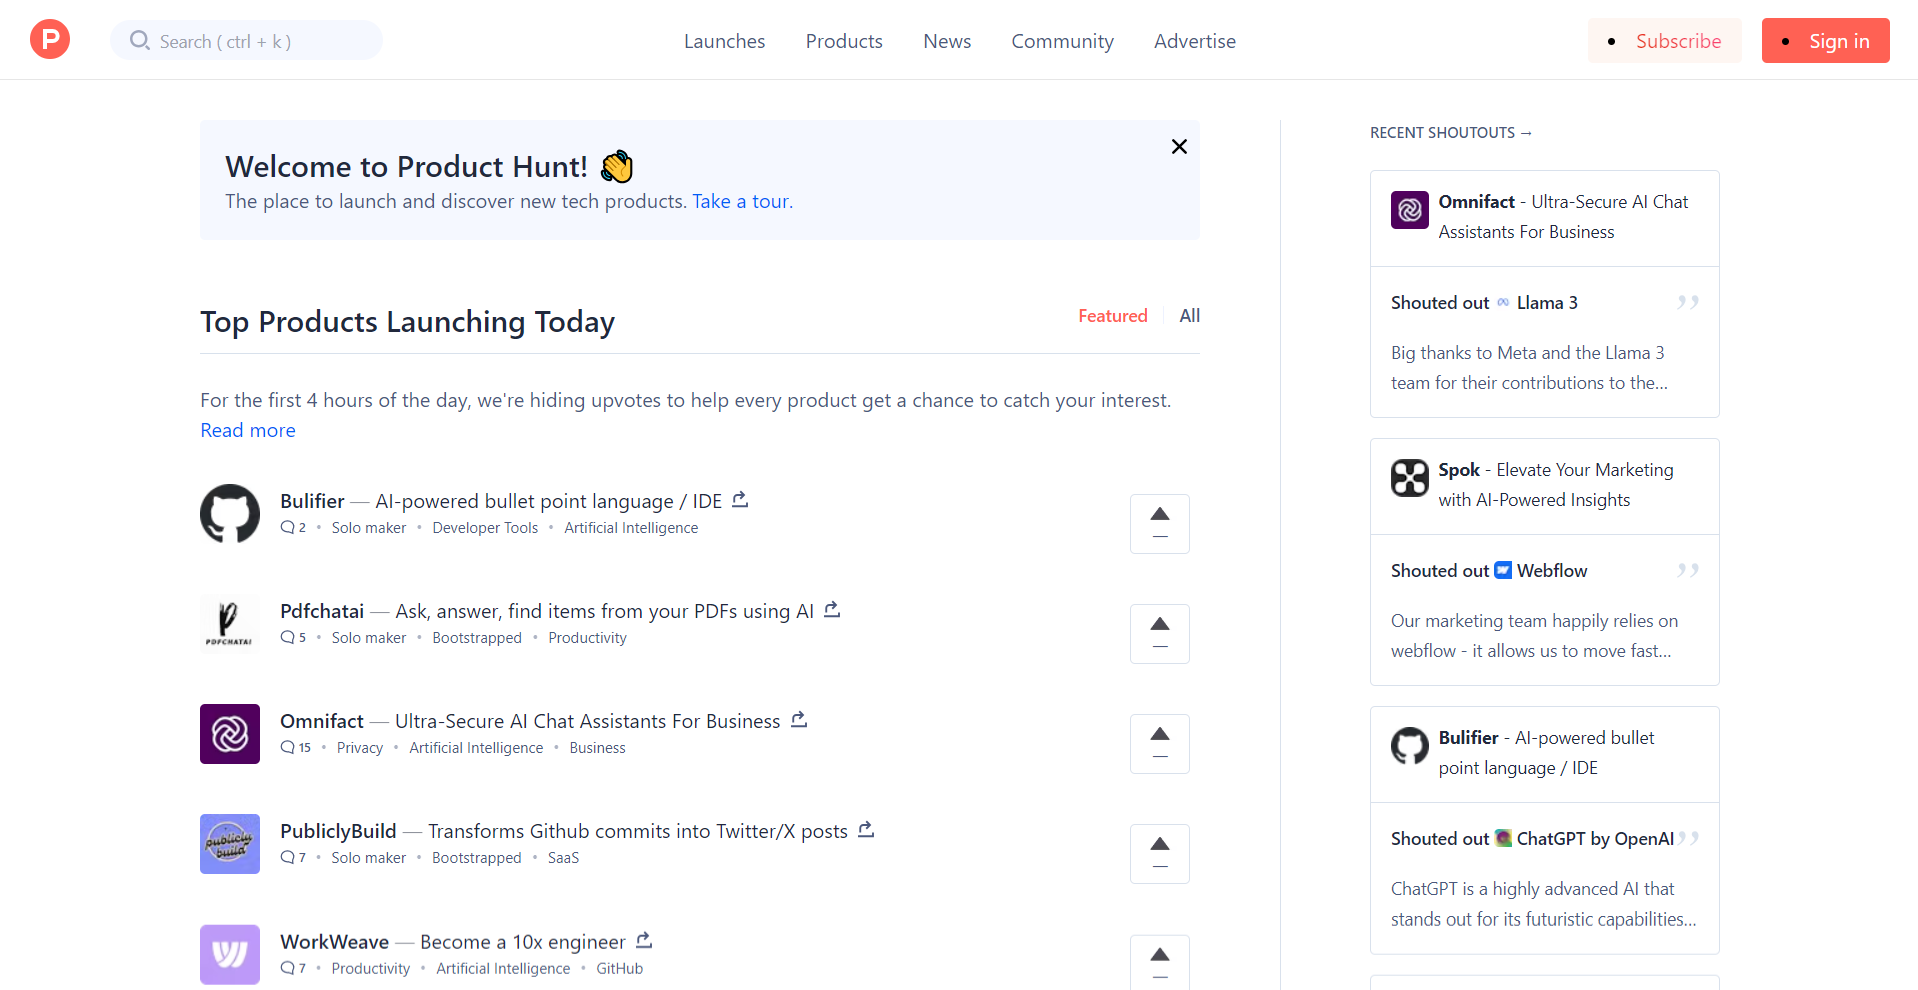 P
Search ( ctrl + k )
Launches
Products
News
Community
Advertise
• Subscribe
• Sign in
Welcome to Product Hunt! 👋
The place to launch and discover new tech products. Take a tour.
Top Products Launching Today
Featured
All
For the first 4 hours of the day, we're hiding upvotes to help every product get a chance to catch your interest.
Read more
Bulifier — AI-powered bullet point language / IDE
2 • Solo maker • Developer Tools • Artificial Intelligence
—
PDFCHATAI
Pdfchatai — Ask, answer, find items from your PDFs using AI
5 • Solo maker • Bootstrapped • Productivity
—
Omnifact — Ultra-Secure AI Chat Assistants For Business
15 • Privacy • Artificial Intelligence • Business
—
publicly
build
PubliclyBuild — Transforms Github commits into Twitter/X posts
7 • Solo maker • Bootstrapped • SaaS
—
WorkWeave — Become a 10x engineer
7 • Productivity • Artificial Intelligence • GitHub
—
RECENT SHOUTOUTS →
Omnifact - Ultra-Secure AI Chat
Assistants For Business
Shouted out Llama 3
Big thanks to Meta and the Llama 3
team for their contributions to the...
Spok - Elevate Your Marketing
with AI-Powered Insights
Shouted out Webflow
Our marketing team happily relies on
webflow - it allows us to move fast...
Bulifier - AI-powered bullet
point language / IDE
Shouted out ChatGPT by OpenAI
ChatGPT is a highly advanced AI that
stands out for its futuristic capabilities...